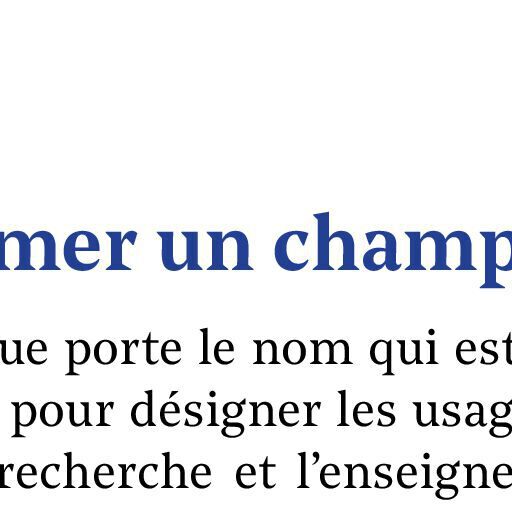 mer un champ
ue porte le nom qui est
pour désigner les usag
recherche et l’enseigne